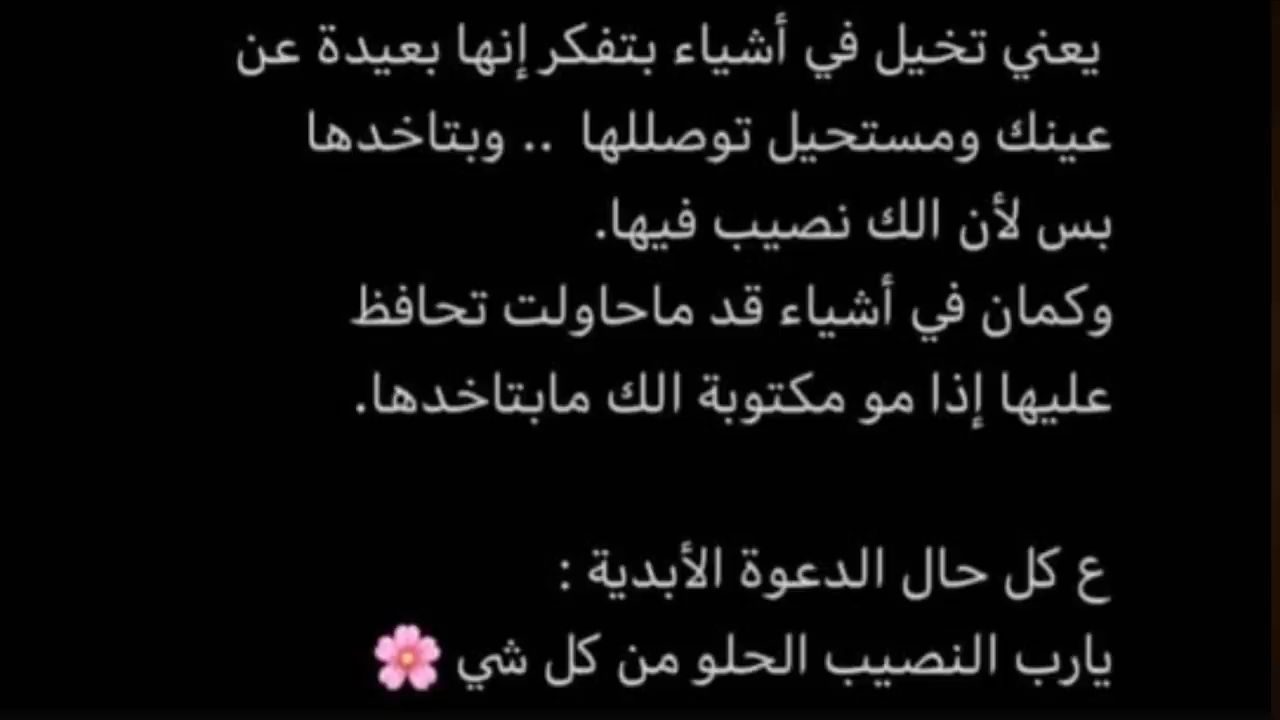 يعني تخيل في أشياء بتفكر إنها بعيدة عن
عينك ومستحيل توصللها .. وبتاخدها
بس لأن الك نصيب فيها.
وكمان في أشياء قد ماحاولت تحافظ
عليها إذا مو مكتوبة الك مابتاخدها.
ع كل حال الدعوة الأبدية :
يارب النصيب الحلو من كل شي 🌸